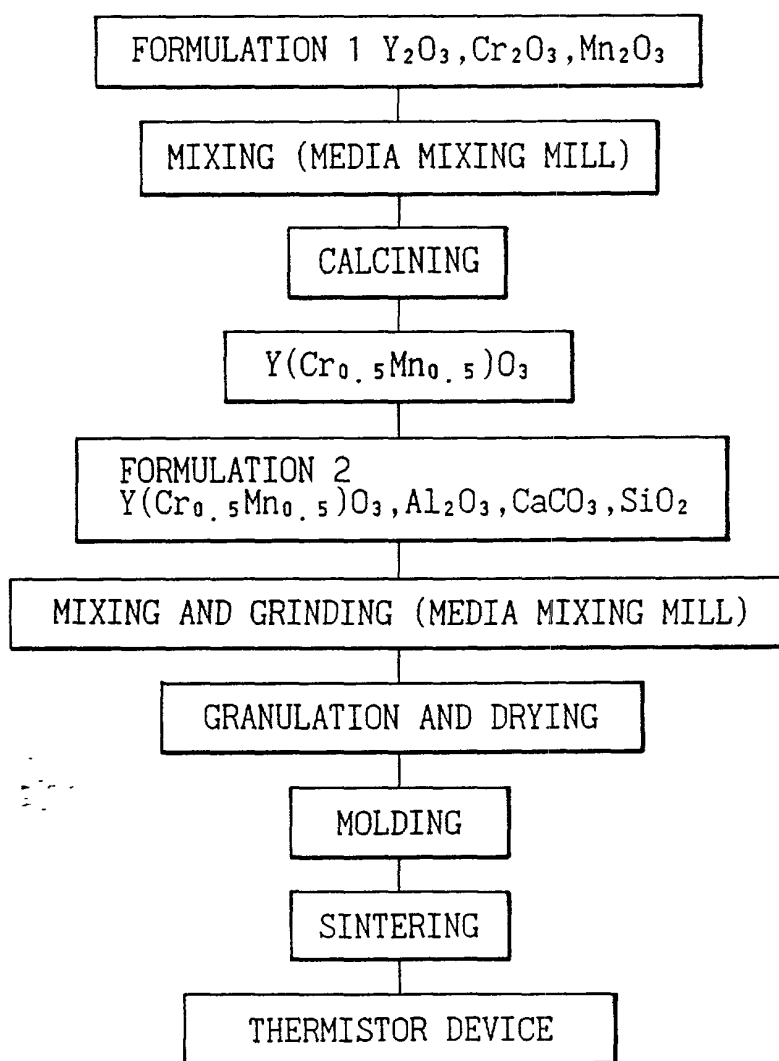 FORMULATION 1 Y₂O₃,Cr₂O₃,Mn₂O₃
MIXING (MEDIA MIXING MILL)
CALCINING
Y(Cr₀.₅Mn₀.₅)O₃
FORMULATION 2
Y(Cr₀.₅Mn₀.₅)O₃,Al₂O₃,CaCO₃,SiO₂
MIXING AND GRINDING (MEDIA MIXING MILL)
GRANULATION AND DRYING
MOLDING
SINTERING
THERMISTOR DEVICE